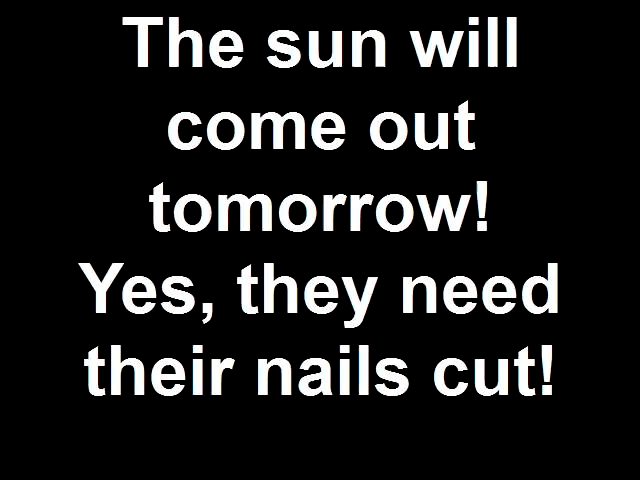 The sun will
come out
tomorrow!
Yes, they need
their nails cut!